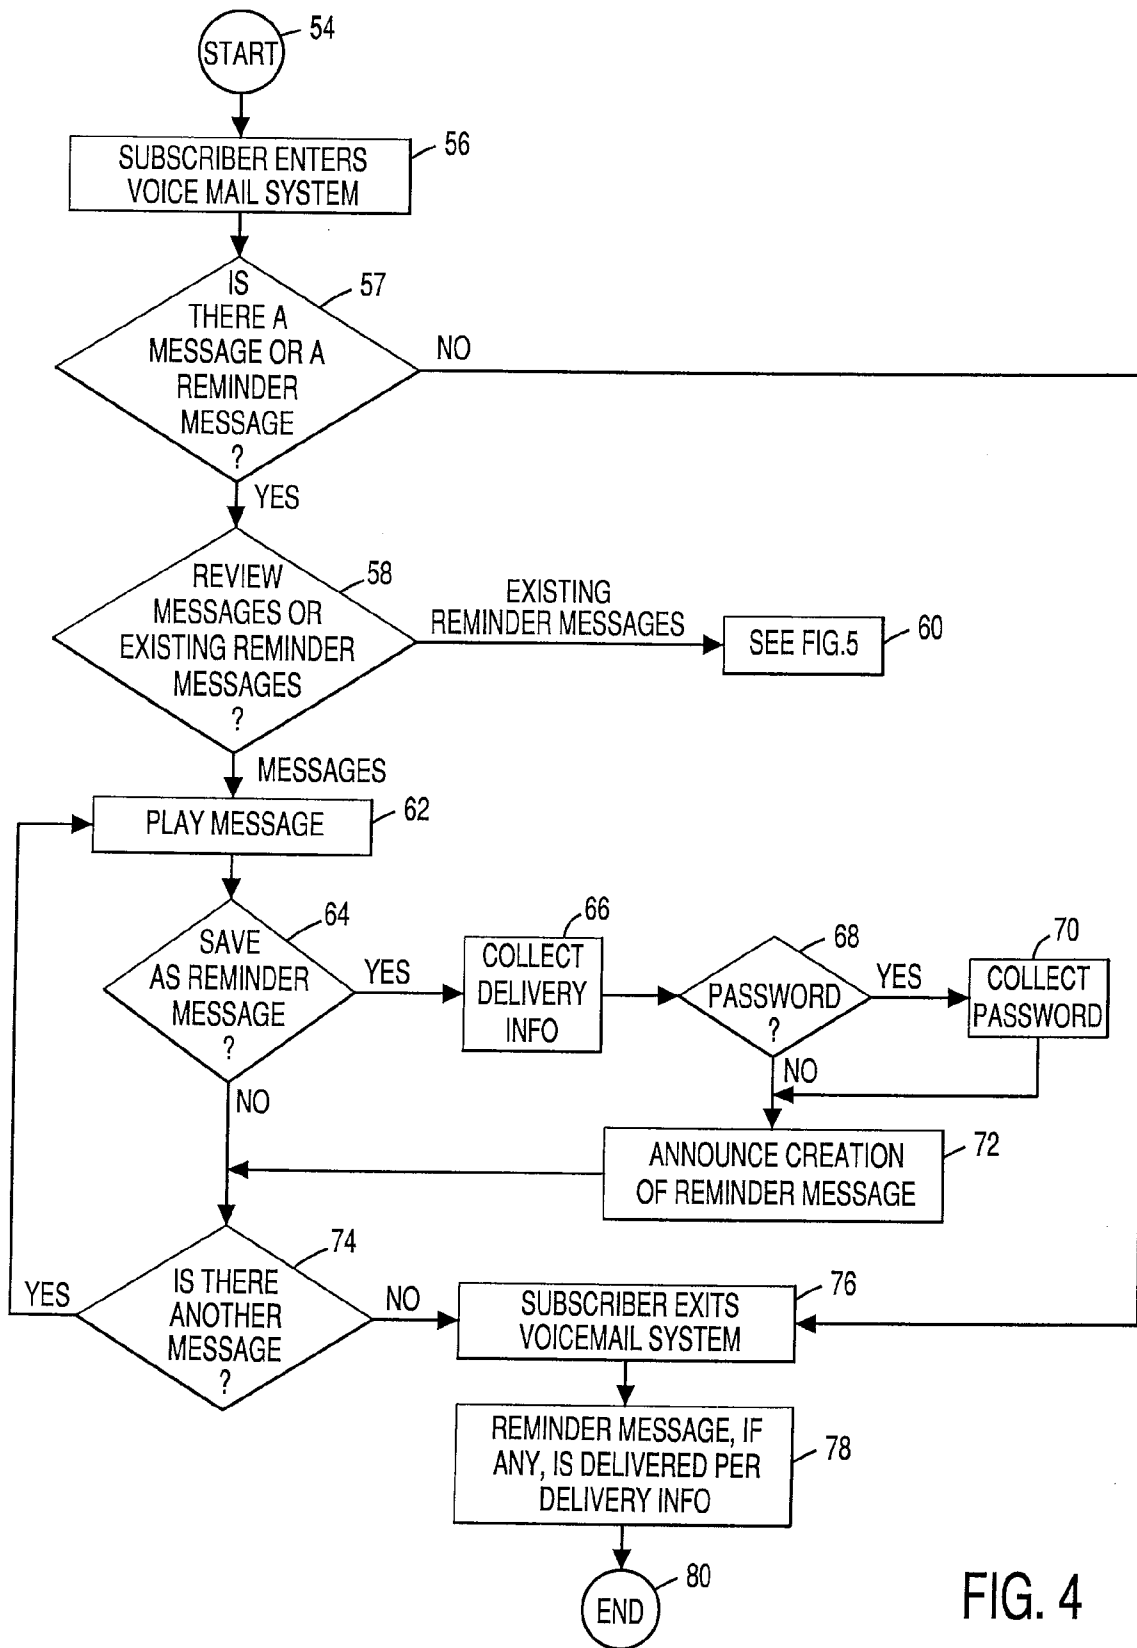 54
START
56
SUBSCRIBER ENTERS
VOICE MAIL SYSTEM
57
IS
THERE A
MESSAGE OR A
REMINDER
MESSAGE
?
NO
YES
58
REVIEW
MESSAGES OR
EXISTING REMINDER
MESSAGES
?
EXISTING
REMINDER MESSAGES
SEE FIG.5
60
MESSAGES
PLAY MESSAGE
62
64
SAVE
AS REMINDER
MESSAGE
?
YES
66
COLLECT
DELIVERY
INFO
68
PASSWORD
?
YES
70
COLLECT
PASSWORD
NO
NO
ANNOUNCE CREATION
OF REMINDER MESSAGE
72
74
IS THERE
ANOTHER
MESSAGE
?
YES
NO
SUBSCRIBER EXITS
VOICEMAIL SYSTEM
76
REMINDER MESSAGE, IF
ANY, IS DELIVERED PER
DELIVERY INFO
78
80
END
FIG. 4